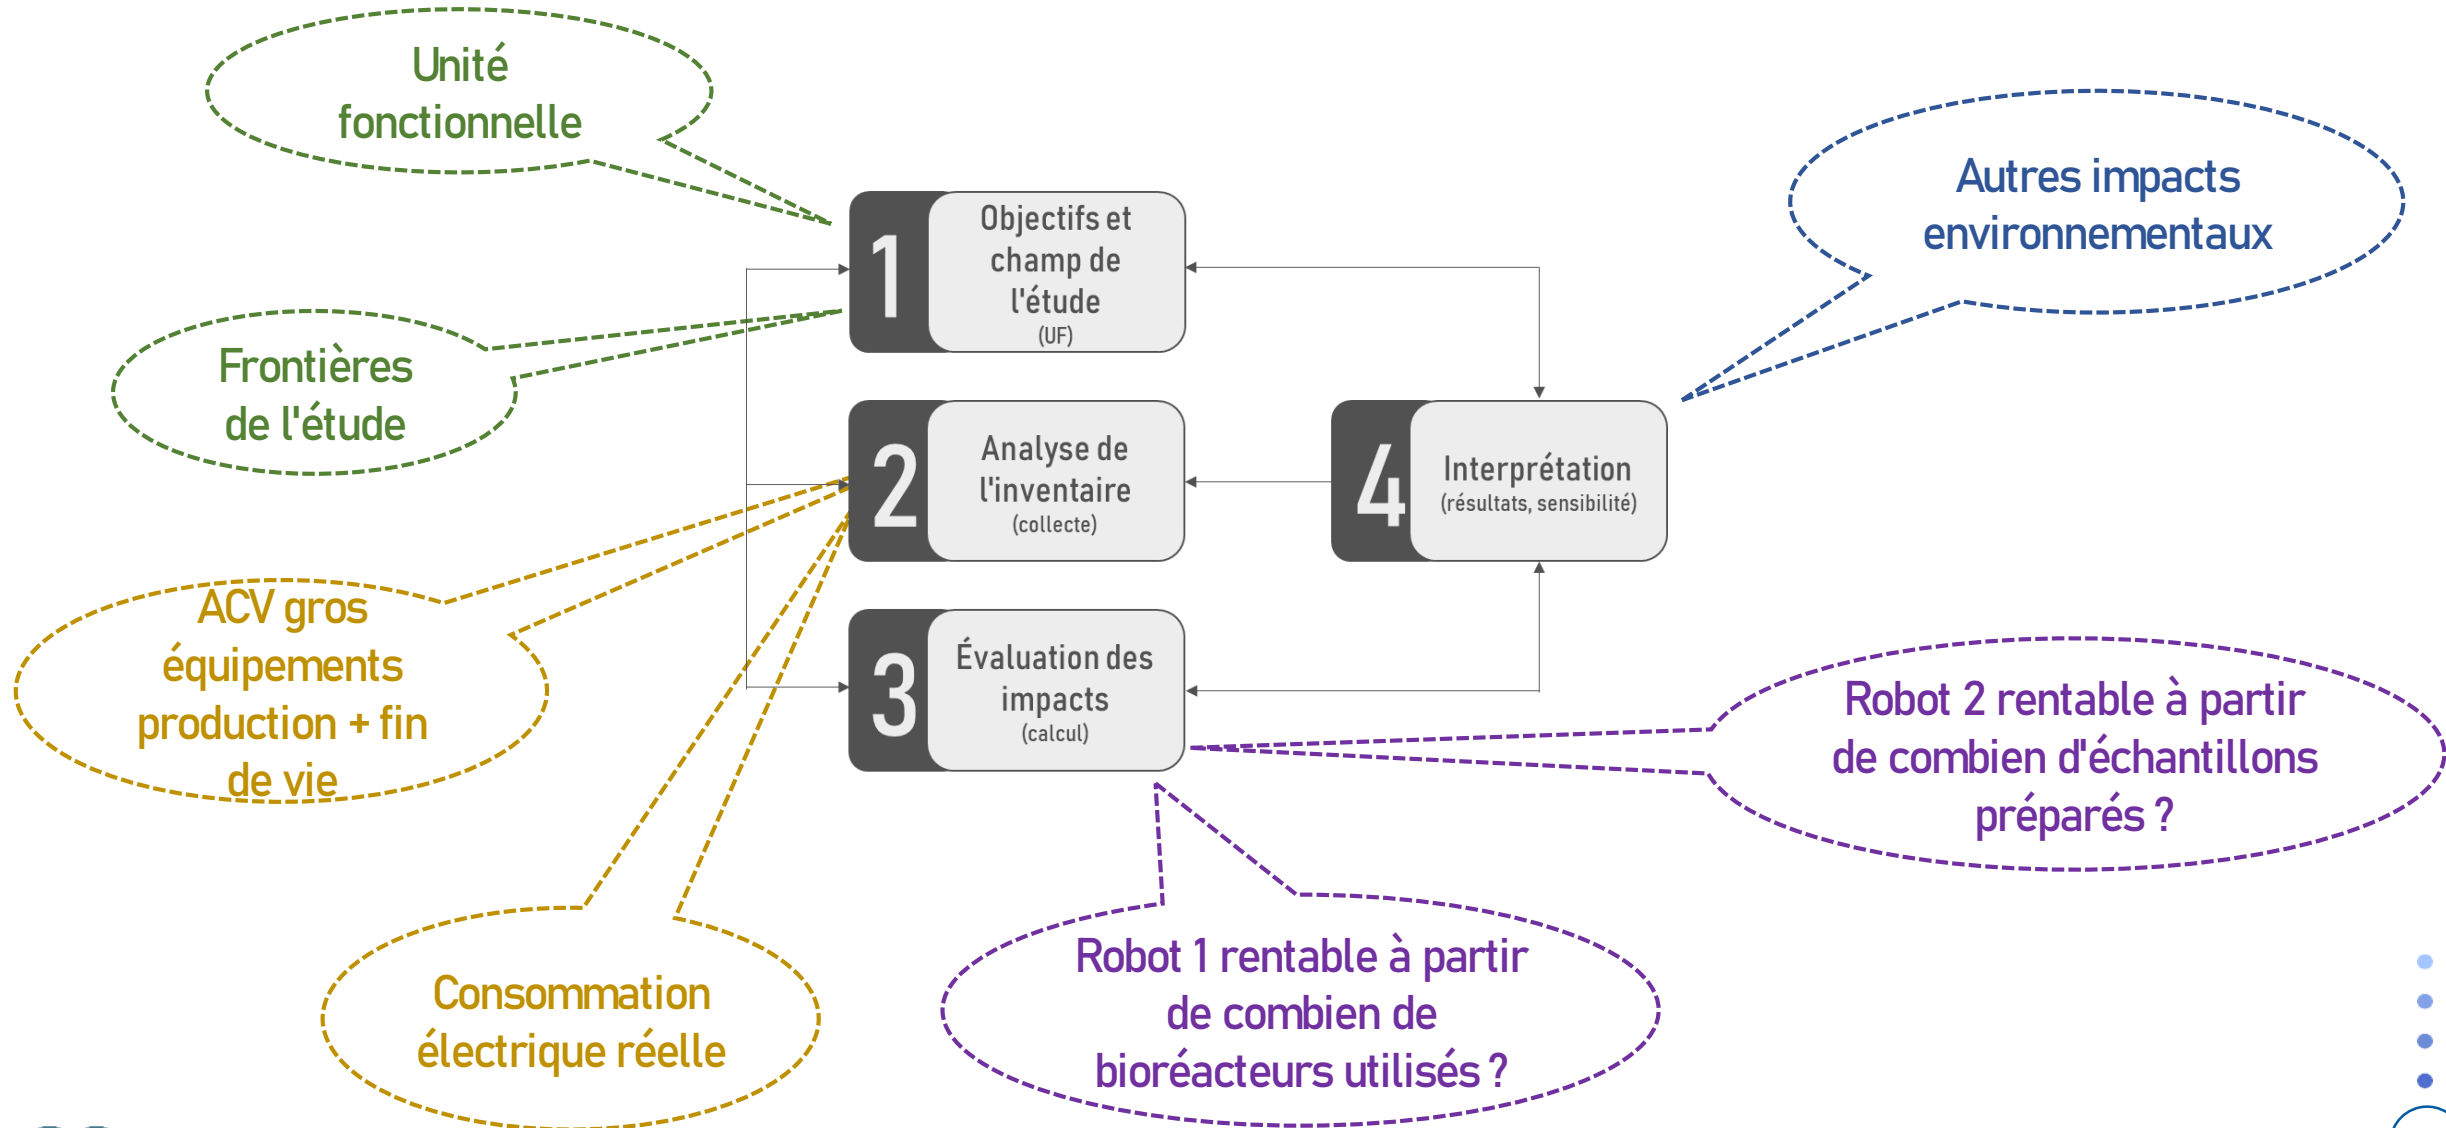 Unité
fonctionnelle
Autres impacts
environnementaux
1
Objectifs et
champ de
l'étude
(UF)
Frontières
de l'étude
2
Analyse de
l'inventaire
(collecte)
4
Interprétation
(résultats, sensibilité)
ACV gros
équipements
production + fin
de vie
3
Évaluation des
impacts
(calcul)
Robot 2 rentable à partir
de combien d'échantillons
préparés ?
Consommation
électrique réelle
Robot 1 rentable à partir
de combien de
bioréacteurs utilisés ?